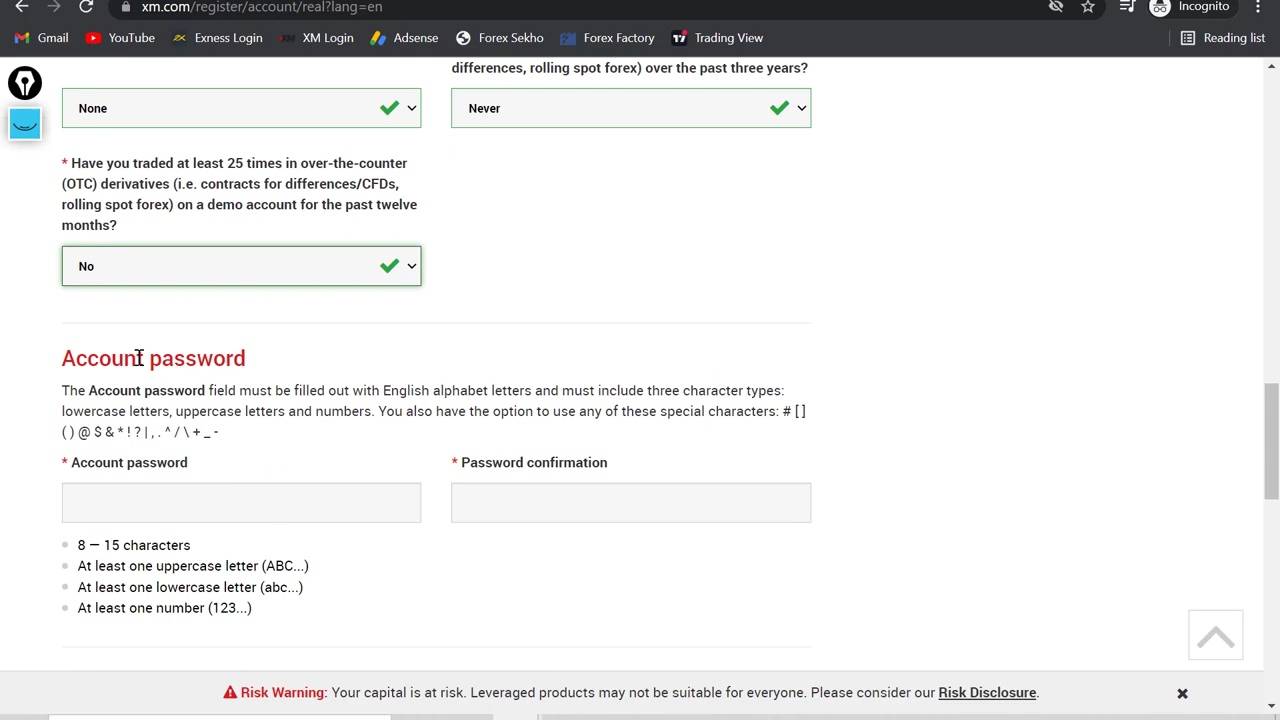 xm.com/register/account/real?lang=en
Incognito
Gmail YouTube Exness Login XM Login Adsense Forex Sekho Forex Factory Trading View Reading list
differences, rolling spot forex) over the past three years?
None
Never
* Have you traded at least 25 times in over-the-counter
(OTC) derivatives (i.e. contracts for differences/CFDs,
rolling spot forex) on a demo account for the past twelve
months?
No
Account password
The Account password field must be filled out with English alphabet letters and must include three character types:
lowercase letters, uppercase letters and numbers. You also have the option to use any of these special characters: # [ ]
( ) @ $ & * ! ? | , . ^ / \ + _ -
* Account password
* Password confirmation
8 — 15 characters
At least one uppercase letter (ABC...)
At least one lowercase letter (abc...)
At least one number (123...)
Risk Warning: Your capital is at risk. Leveraged products may not be suitable for everyone. Please consider our Risk Disclosure.